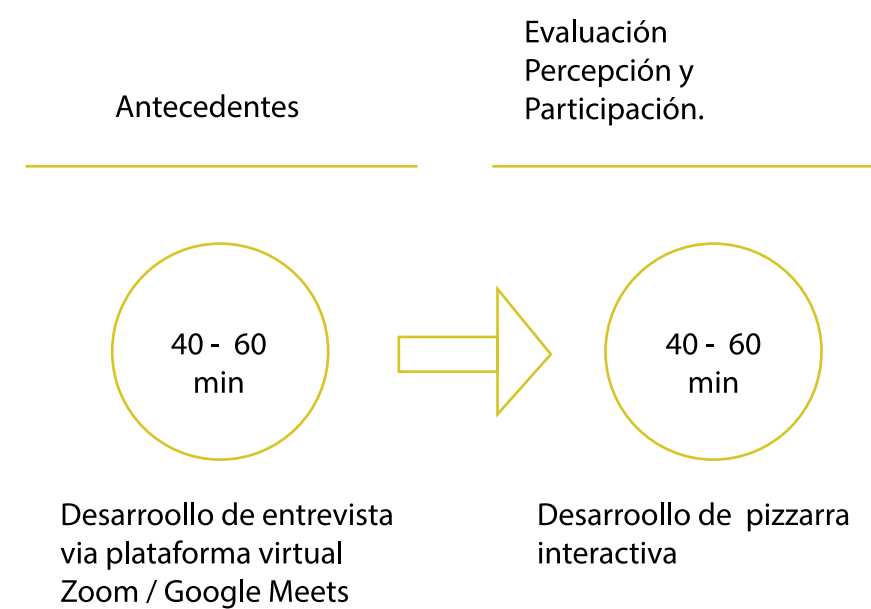 Antecedentes
Evaluación
Percepción y
Participación.
40 - 60
min
40 - 60
min
Desarroollo de entrevista
via plataforma virtual
Zoom / Google Meets
Desarroollo de pizzarra
interactiva